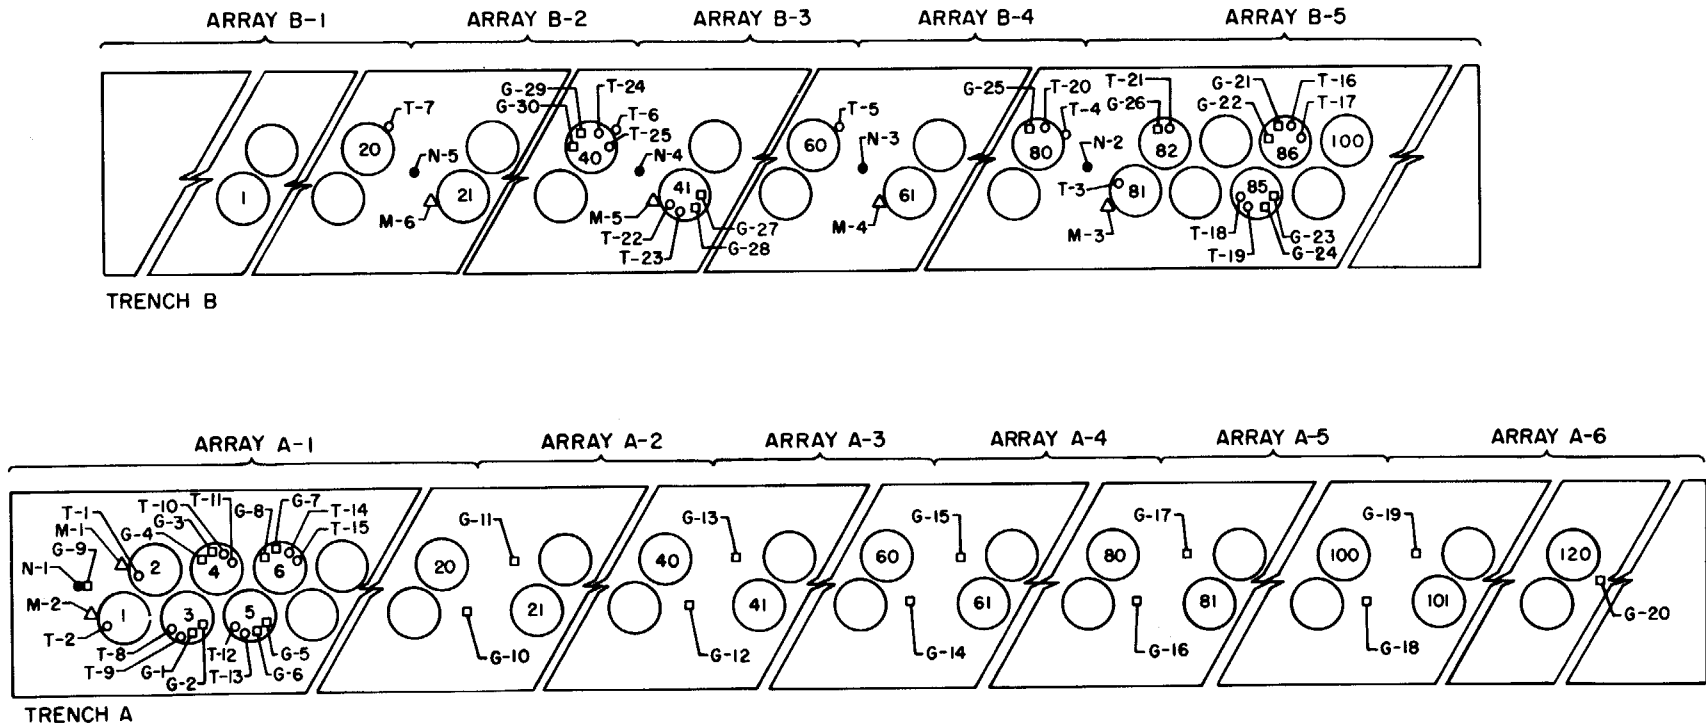 ARRAY B-1 ARRAY B-2 ARRAY B-3 ARRAY B-4 ARRAY B-5
G-29 T-24 G-25 T-20 T-21 G-21 T-16
G-30 T-6 T-5 T-4 G-26 G-22 T-17
T-7 T-25
20 N-5 40 N-4 60 N-3 80 N-2 82 86 100
1 21 41 61 T-3 81 85
M-6 M-5 M-4 M-3
T-22 G-27 T-18 G-23
T-23 G-28 T-19 G-24
TRENCH B
ARRAY A-1 ARRAY A-2 ARRAY A-3 ARRAY A-4 ARRAY A-5 ARRAY A-6
T-10 T-11 G-8 G-7 T-14
T-1 G-3 T-15
M-1 G-4
G-9 G-11 G-13 G-15 G-17 G-19
N-1 2 4 6 20 40 60 80 100 120
M-2 1 3 5 21 41 61 81 101
T-2 G-20
T-8 T-12 G-5 G-10 G-12 G-14 G-16 G-18
T-9 G-1 G-2 T-13 G-6
TRENCH A